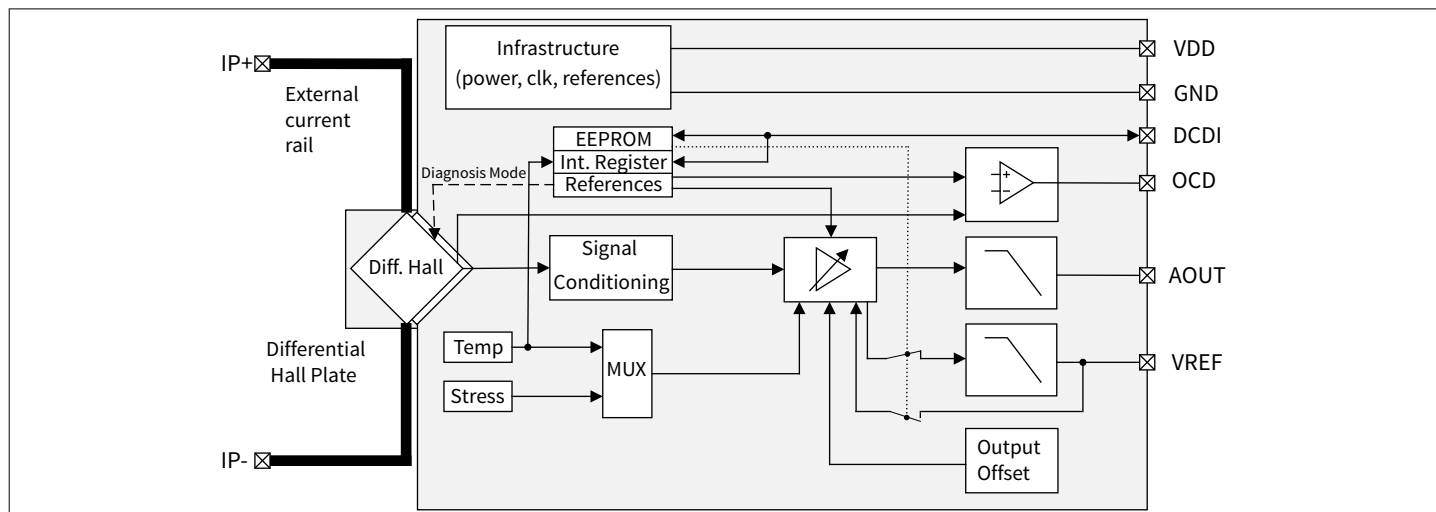 Infrastructure
(power, clk, references)
VDD
GND
IP+
External
current
rail
EEPROM
Int. Register
References
DCDI
OCD
Diagnosis Mode
+
Diff. Hall
Signal
Conditioning
AOUT
Differential
Hall Plate
Temp
Stress
MUX
VREF
IP-
Output
Offset